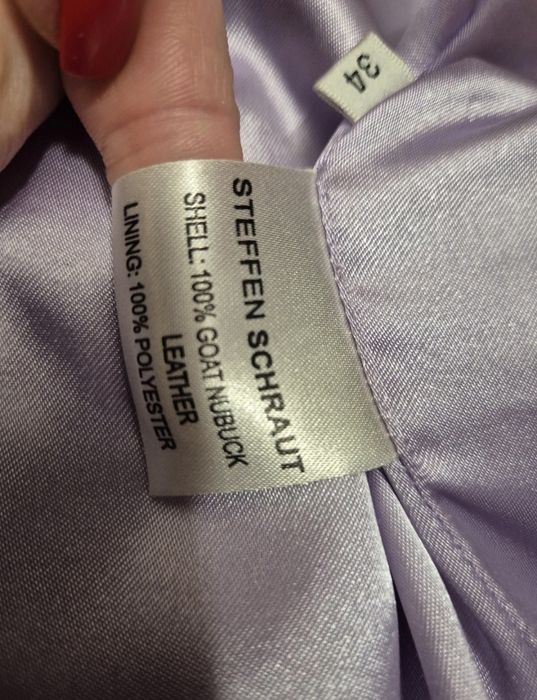 34
STEFFEN SCHRAUT
SHELL: 100% GOAT NUBUCK
LEATHER
LINING: 100% POLYESTER